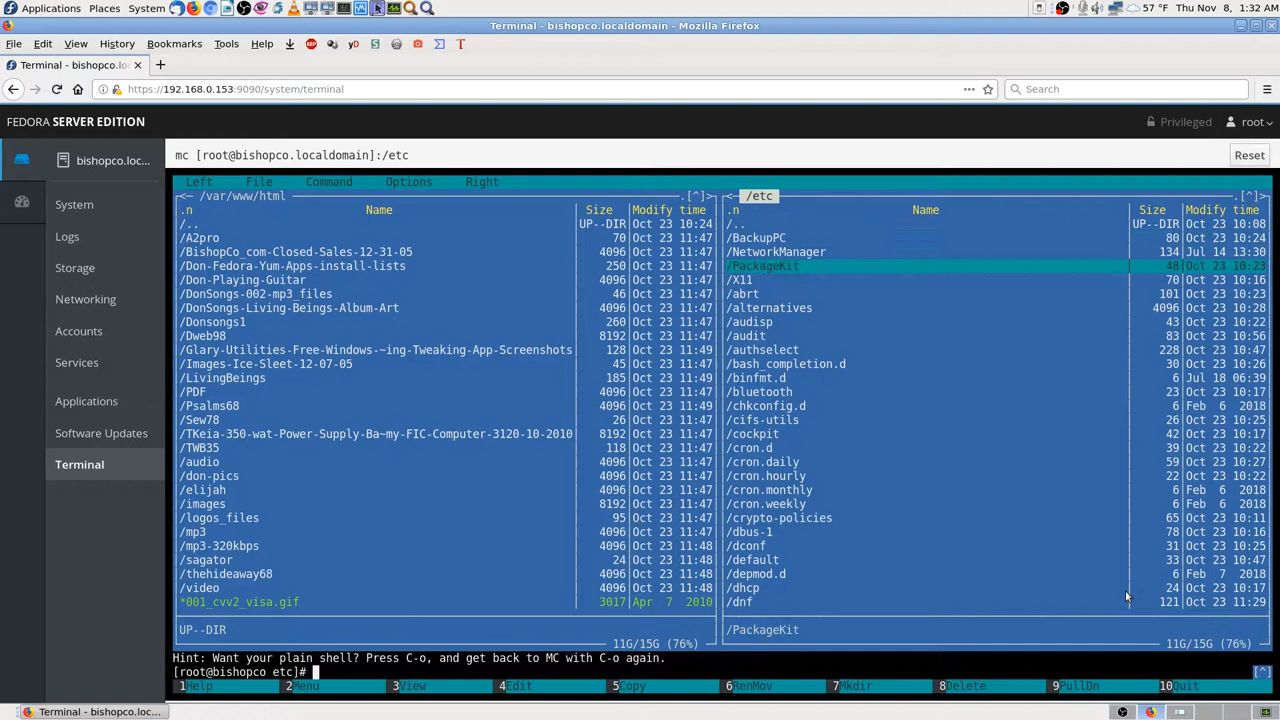 Applications Places System 57 °F Thu Nov 8, 1:32 AM
Terminal - bishopco.localdomain - Mozilla Firefox
File Edit View History Bookmarks Tools Help
Terminal - bishopco.lo
https://192.168.0.153:9090/system/terminal Search
FEDORA SERVER EDITION Privileged root
bishopco.loc...
System
Logs
Storage
Networking
Accounts
Services
Applications
Software Updates
Terminal
mc [root@bishopco.localdomain]:/etc Reset
Left File Command Options Right
<─ /var/www/html .[^]>
.n Name Size Modify time
/.. UP--DIR Oct 23 10:24
/A2pro 70 Oct 23 11:47
/BishopCo_com-Closed-Sales-12-31-05 4096 Oct 23 11:47
/Don-Fedora-Yum-Apps-install-lists 250 Oct 23 11:47
/Don-Playing-Guitar 4096 Oct 23 11:47
/DonSongs-002-mp3_files 46 Oct 23 11:47
/DonSongs-Living-Beings-Album-Art 4096 Oct 23 11:47
/Donsongs1 260 Oct 23 11:47
/Dweb98 8192 Oct 23 11:47
/Glary-Utilities-Free-Windows-~ing-Tweaking-App-Screenshots 128 Oct 23 11:49
/Images-Ice-Sleet-12-07-05 45 Oct 23 11:47
/LivingBeings 185 Oct 23 11:49
/PDF 4096 Oct 23 11:47
/Psalms68 4096 Oct 23 11:49
/Sew78 26 Oct 23 11:47
/TKeia-350-wat-Power-Supply-Ba~my-FIC-Computer-3120-10-2010 8192 Oct 23 11:47
/TWB35 118 Oct 23 11:47
/audio 4096 Oct 23 11:47
/don-pics 4096 Oct 23 11:47
/elijah 4096 Oct 23 11:47
/images 8192 Oct 23 11:47
/logos_files 95 Oct 23 11:47
/mp3 4096 Oct 23 11:47
/mp3-320kbps 4096 Oct 23 11:48
/sagator 24 Oct 23 11:48
/thehideaway68 4096 Oct 23 11:48
/video 4096 Oct 23 11:48
*001_cvv2_visa.gif 3017 Apr 7 2010
UP--DIR
11G/15G (76%)
<─ /etc .[^]>
.n Name Size Modify time
/.. UP--DIR Oct 23 10:08
/BackupPC 80 Oct 23 10:24
/NetworkManager 134 Jul 14 13:30
/PackageKit 48 Oct 23 10:23
/X11 70 Oct 23 10:16
/abrt 101 Oct 23 10:23
/alternatives 4096 Oct 23 10:28
/audisp 43 Oct 23 10:22
/audit 83 Oct 23 10:56
/authselect 228 Oct 23 10:47
/bash_completion.d 30 Oct 23 10:26
/binfmt.d 6 Jul 18 06:39
/bluetooth 23 Oct 23 10:17
/chkconfig.d 6 Feb 6 2018
/cifs-utils 26 Oct 23 10:25
/cockpit 42 Oct 23 10:17
/cron.d 39 Oct 23 10:22
/cron.daily 59 Oct 23 10:27
/cron.hourly 22 Oct 23 10:22
/cron.monthly 6 Feb 6 2018
/cron.weekly 6 Feb 6 2018
/crypto-policies 65 Oct 23 10:11
/dbus-1 78 Oct 23 10:16
/dconf 31 Oct 23 10:25
/default 33 Oct 23 10:47
/depmod.d 6 Feb 7 2018
/dhcp 24 Oct 23 10:17
/dnf 121 Oct 23 11:29
/PackageKit
11G/15G (76%)
Hint: Want your plain shell? Press C-o, and get back to MC with C-o again.
[root@bishopco etc]# [^]
1Help 2Menu 3View 4Edit 5Copy 6RenMov 7Mkdir 8Delete 9PullDn 10Quit
Terminal - bishopco.loc...